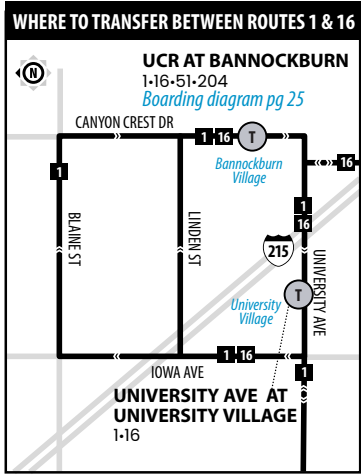 WHERE TO TRANSFER BETWEEN ROUTES 1 & 16
UCR AT BANNOCKBURN
1•16•51•204
Boarding diagram pg 25
N
CANYON CREST DR
1 16
T
Bannockburn
Village
16
1
1
16
BLAINE ST
LINDEN ST
215
UNIVERSITY AVE
T
University
Village
1 16
IOWA AVE
1
UNIVERSITY AVE AT
UNIVERSITY VILLAGE
1•16